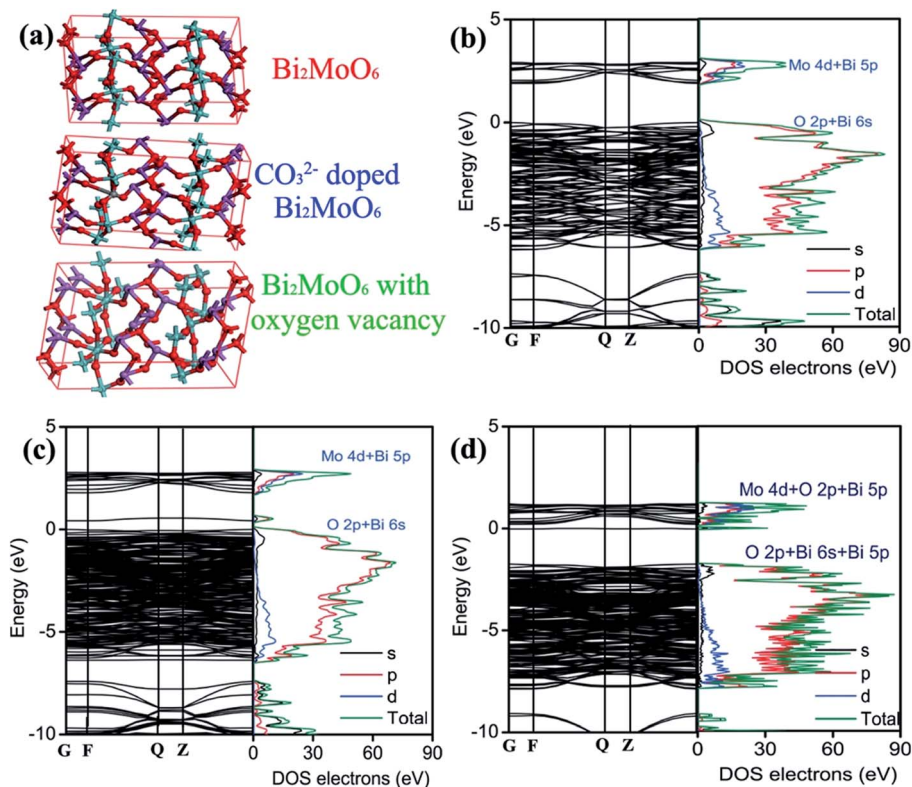 (a)
Bi₂MoO₆
CO₃²⁻ doped
Bi₂MoO₆
Bi₂MoO₆ with
oxygen vacancy
(b)
5
0
-5
-10
Energy (eV)
G F Q Z
Mo 4d+Bi 5p
O 2p+Bi 6s
s
p
d
Total
0 30 60 90
DOS electrons (eV)
(c)
5
0
-5
-10
Energy (eV)
G F Q Z
Mo 4d+Bi 5p
O 2p+Bi 6s
s
p
d
Total
0 30 60 90
DOS electrons (eV)
(d)
5
0
-5
-10
Energy (eV)
G F Q Z
Mo 4d+O 2p+Bi 5p
O 2p+Bi 6s+Bi 5p
s
p
d
Total
0 30 60 90
DOS electrons (eV)